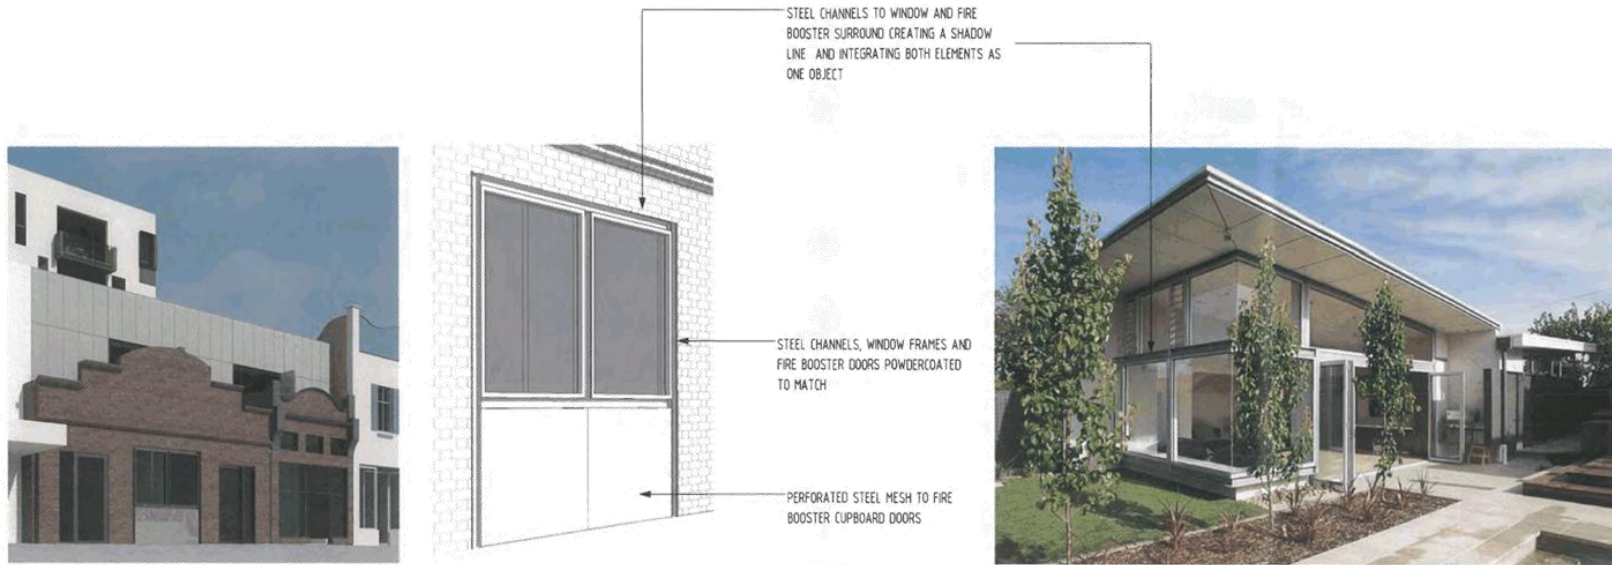 STEEL CHANNELS TO WINDOW AND FIRE
BOOSTER SURROUND CREATING A SHADOW
LINE AND INTEGRATING BOTH ELEMENTS AS
ONE OBJECT
STEEL CHANNELS, WINDOW FRAMES AND
FIRE BOOSTER DOORS POWDERCOATED
TO MATCH
PERFORATED STEEL MESH TO FIRE
BOOSTER CUPBOARD DOORS